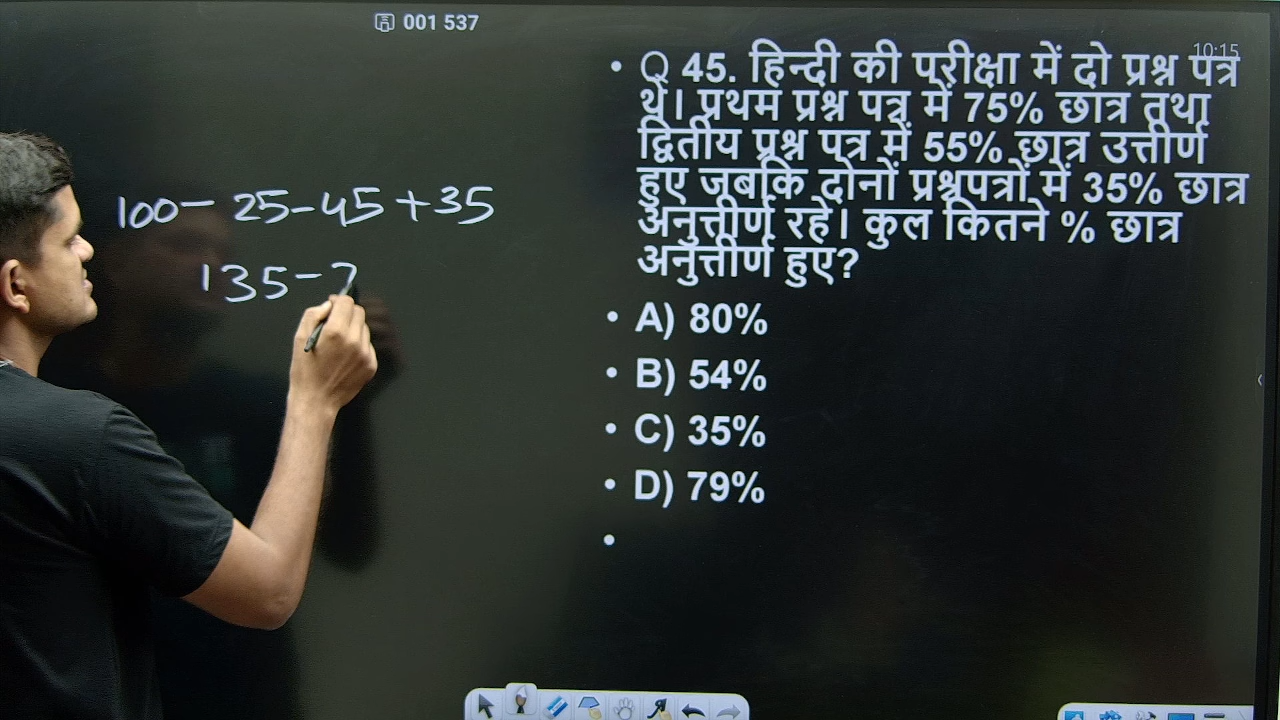 001 537
10:15
100 - 25 - 45 + 35
135 - 7
• Q 45. हिन्दी की परीक्षा में दो प्रश्न पत्र
थे। प्रथम प्रश्न पत्र में 75% छात्र तथा
द्वितीय प्रश्न पत्र में 55% छात्र उत्तीर्ण
हुए जबकि दोनों प्रश्नपत्रों में 35% छात्र
अनुत्तीर्ण रहे। कुल कितने % छात्र
अनुत्तीर्ण हुए?
• A) 80%
• B) 54%
• C) 35%
• D) 79%